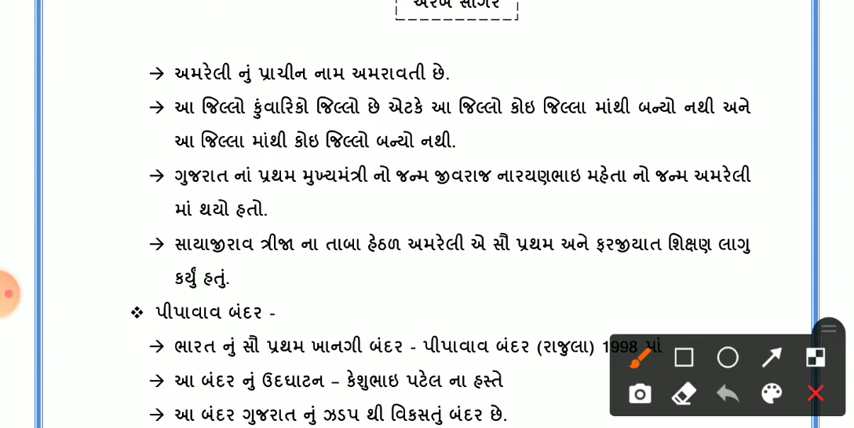 અરબ સાગર
→ અમરેલી નું પ્રાચીન નામ અમરાવતી છે.
→ આ જિલ્લો કુંવારિકો જિલ્લો છે એટકે આ જિલ્લો કોઇ જિલ્લા માંથી બન્યો નથી અને
આ જિલ્લા માંથી કોઇ જિલ્લો બન્યો નથી.
→ ગુજરાત નાં પ્રથમ મુખ્યમંત્રી નો જન્મ જીવરાજ નારયણભાઇ મહેતા નો જન્મ અમરેલી
માં થયો હતો.
→ સાયાજીરાવ ત્રીજા ના તાબા હેઠળ અમરેલી એ સૌ પ્રથમ અને ફરજીયાત શિક્ષણ લાગુ
કર્યું હતું.
❖ પીપાવાવ બંદર -
→ ભારત નું સૌ પ્રથમ ખાનગી બંદર - પીપાવાવ બંદર (રાજુલા) 1998 માં
→ આ બંદર નું ઉદઘાટન – કેશુભાઇ પટેલ ના હસ્તે
→ આ બંદર ગુજરાત નું ઝડપ થી વિકસતું બંદર છે.